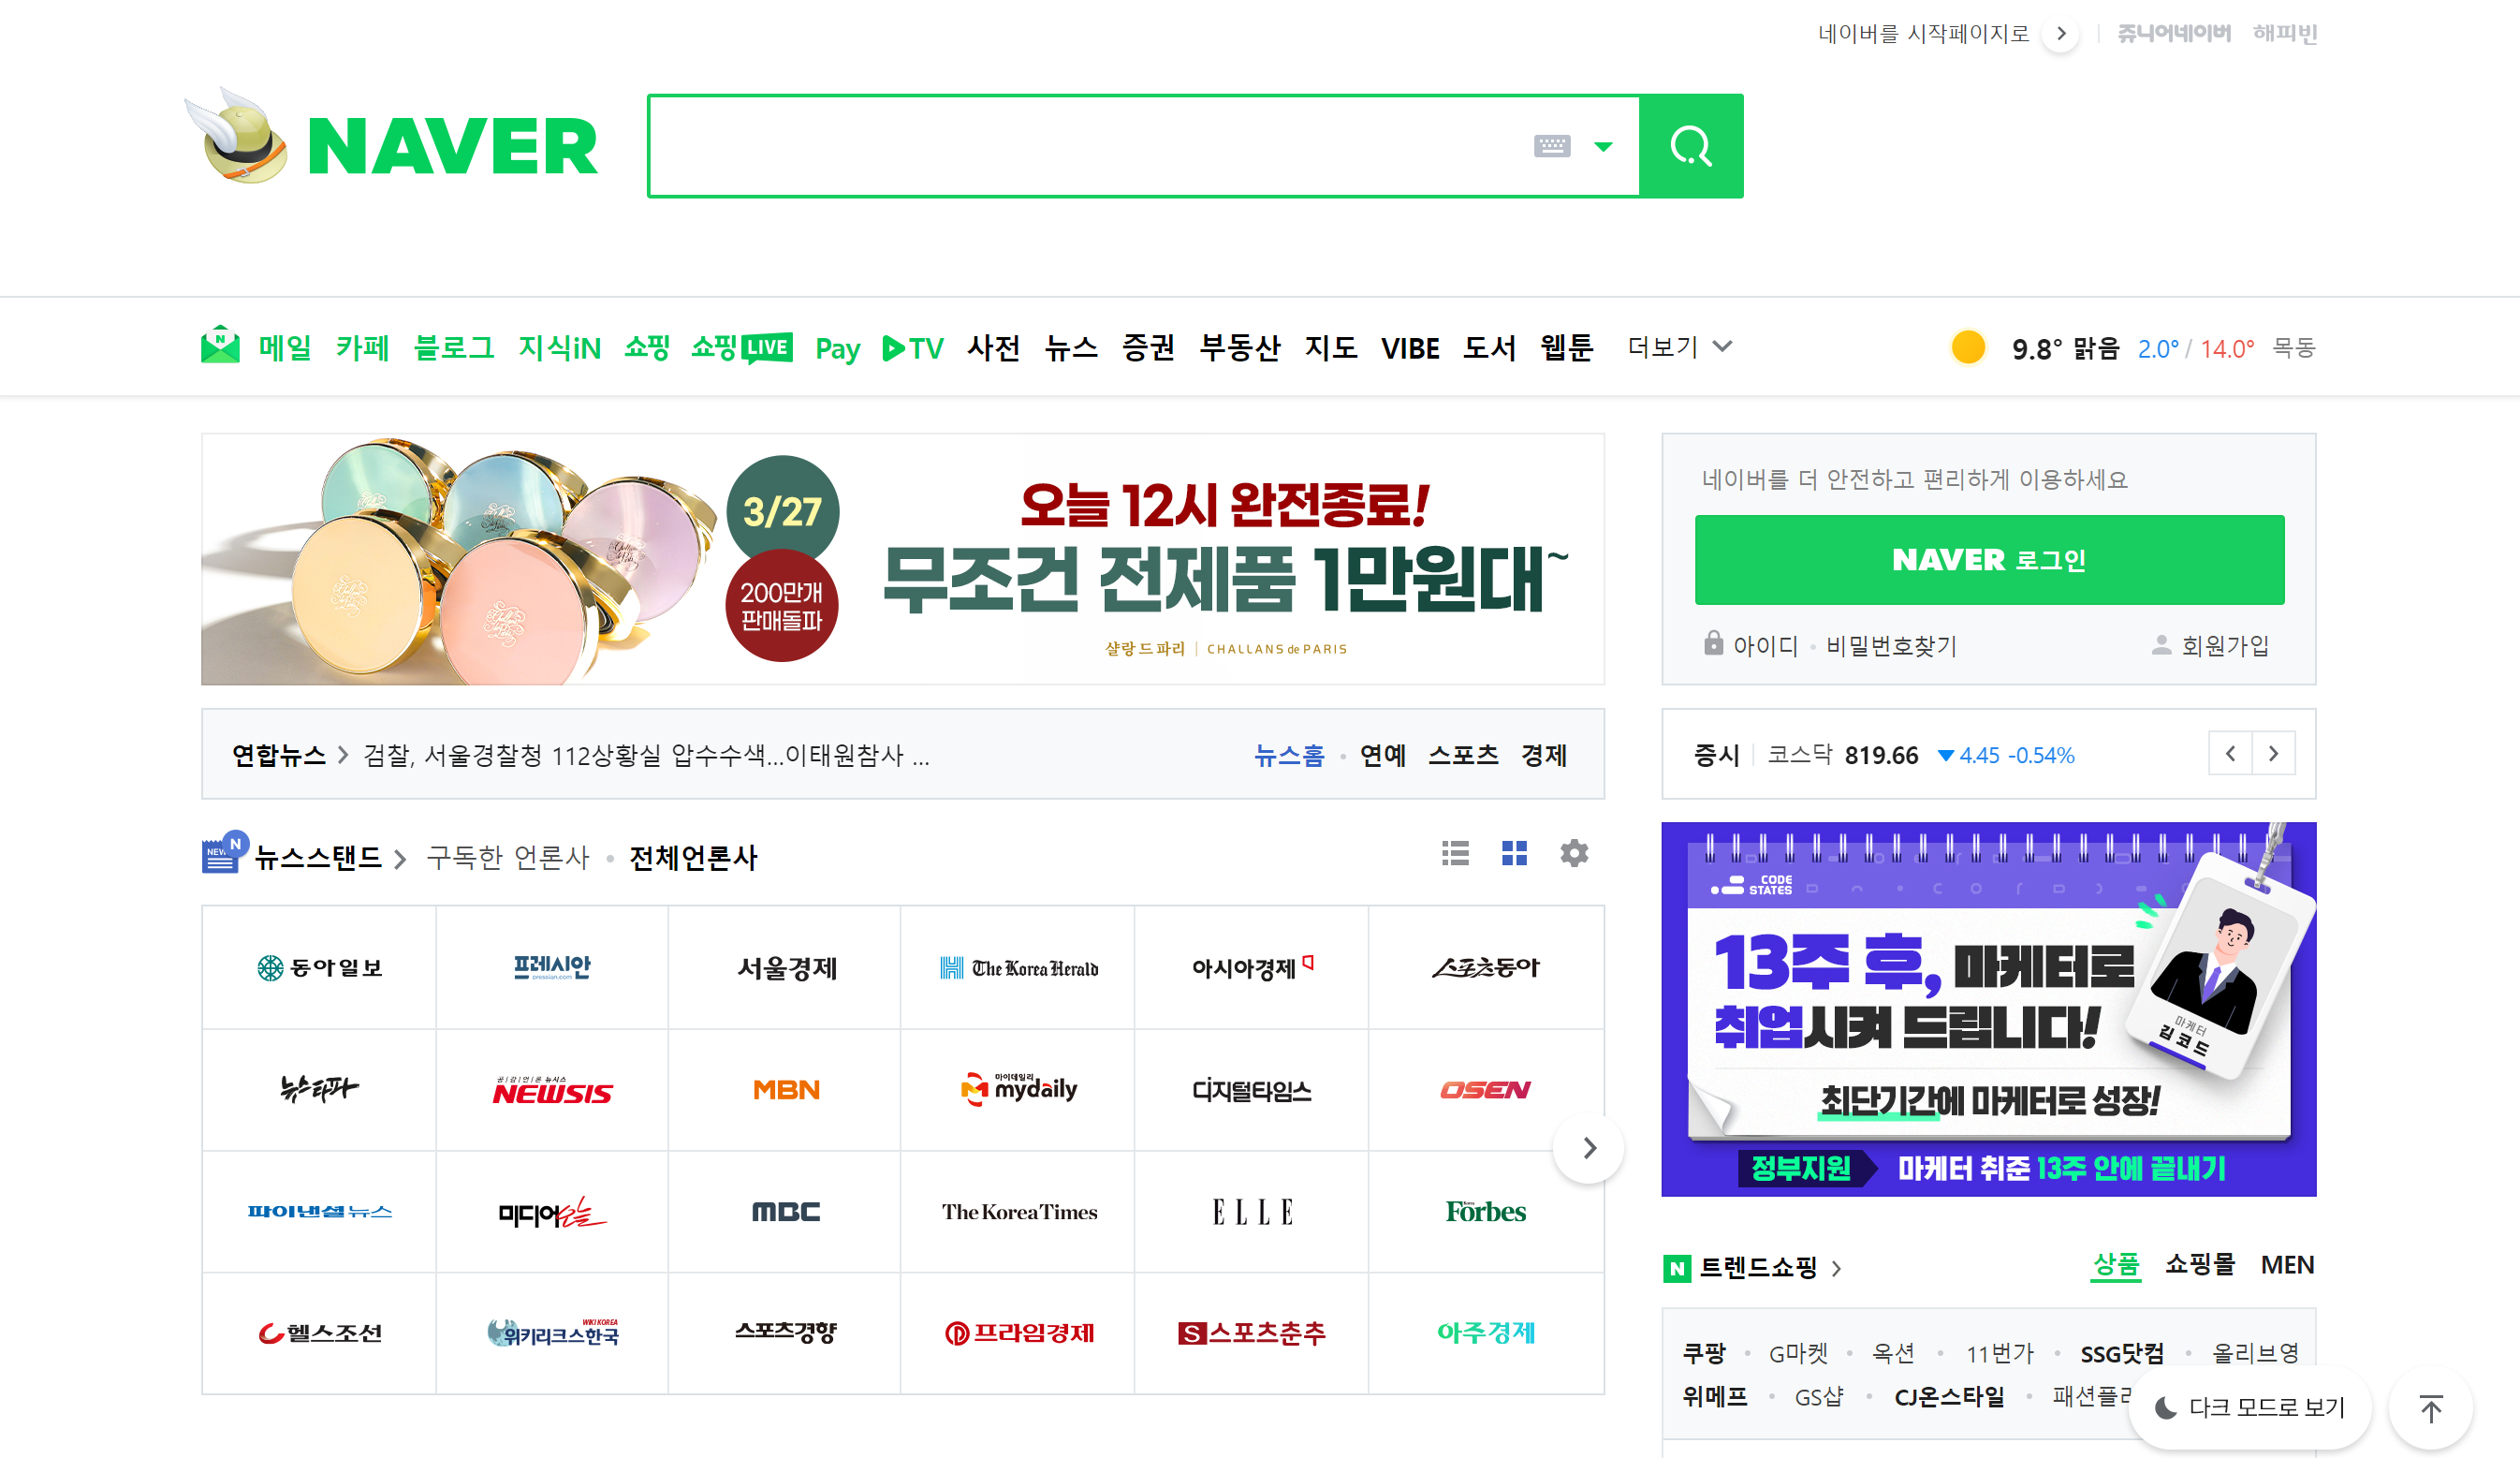 네이버를 시작페이지로 쥬니어네이버 해피빈
NAVER
메일 카페 블로그 지식iN 쇼핑 쇼핑LIVE Pay TV 사전 뉴스 증권 부동산 지도 VIBE 도서 웹툰 더보기
9.8° 맑음 2.0° / 14.0° 목동
3/27
200만개
판매돌파
오늘 12시 완전종료!
무조건 전제품 1만원대~
샬랑 드 파리 | CHALLANS de PARIS
네이버를 더 안전하고 편리하게 이용하세요
NAVER 로그인
아이디 · 비밀번호찾기 회원가입
연합뉴스 > 검찰, 서울경찰청 112상황실 압수수색...이태원참사 ...
뉴스홈 · 연예 스포츠 경제
증시 코스닥 819.66 ▼4.45 -0.54%
NEW N 뉴스스탠드 > 구독한 언론사 · 전체언론사
동아일보 프레시안 pressian.com 서울경제 The Korea Herald 아시아경제 스포츠동아
뉴스타파 공/감/언/론 뉴시스 NEWSIS MBN 마이데일리 mydaily 디지털타임스 OSEN
파이낸셜뉴스 미디어오늘 MBC The Korea Times ELLE Forbes
헬스조선 WIKI KOREA 위키리크스한국 스포츠경향 프라임경제 S스포츠춘추 아주경제
CODE
STATES
13주 후, 마케터로
취업시켜 드립니다!
최단기간에 마케터로 성장!
마케터
김코드
정부지원 마케터 취준 13주 안에 끝내기
N 트렌드쇼핑 > 상품 쇼핑몰 MEN
쿠팡 · G마켓 · 옥션 · 11번가 · SSG닷컴 · 올리브영
위메프 · GS샵 · CJ온스타일 · 패션플러
다크 모드로 보기